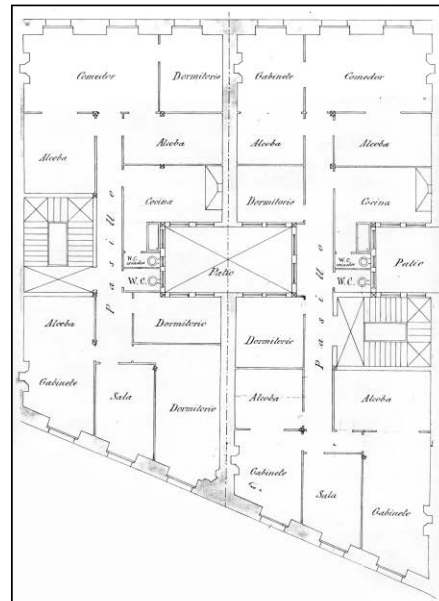 Comedor
Dormitorio
Gabinete
Comedor
Alcoba
Alcoba
Alcoba
Alcoba
Cocina
Dormitorio
Cocina
Pasillo
W.C.
W.C.
Patio
Pasillo
W.C.
W.C.
Patio
Alcoba
Dormitorio
Dormitorio
Gabinete
Sala
Dormitorio
Alcoba
Alcoba
Gabinete
Sala
Gabinete